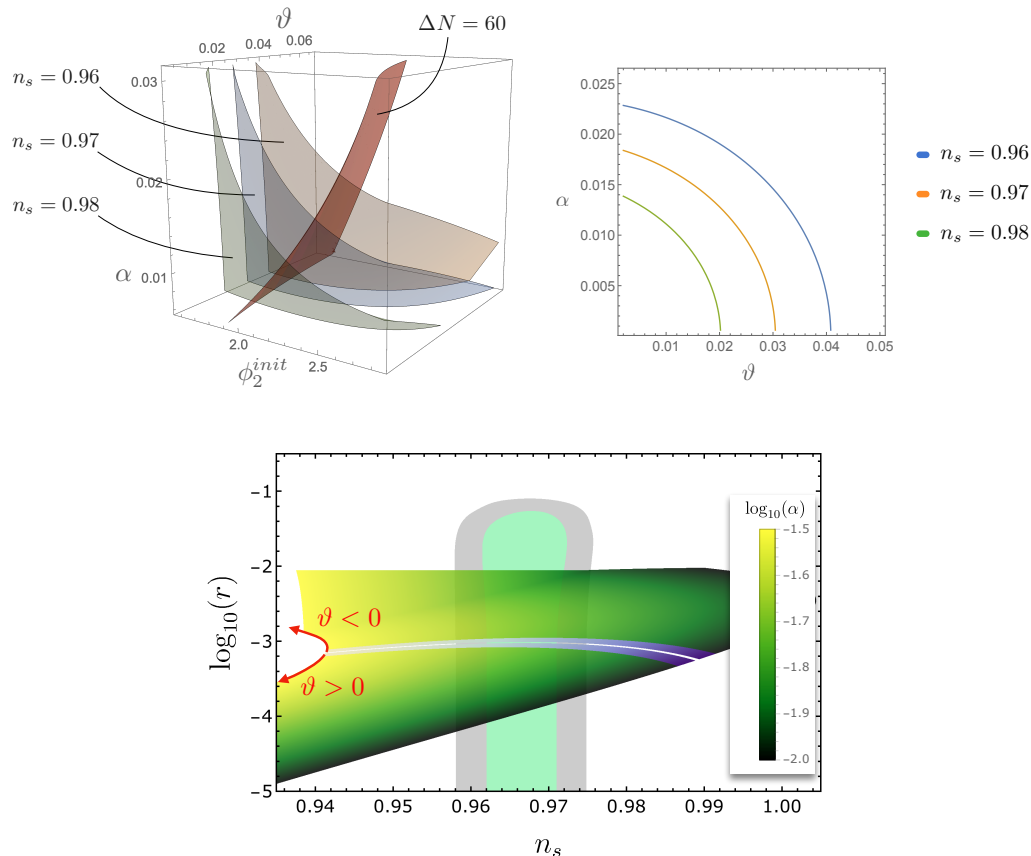 ϑ
ΔN = 60
0.02 0.04 0.06
n_s = 0.96
n_s = 0.97
n_s = 0.98
0.03
0.02
0.01
α
2.0
2.5
ϕ_2^{init}
0.025
0.020
0.015
0.010
0.005
α
0.01 0.02 0.03 0.04 0.05
ϑ
n_s = 0.96
n_s = 0.97
n_s = 0.98
-1
-2
-3
-4
-5
log₁₀(r)
ϑ < 0
ϑ > 0
log₁₀(α)
-1.5
-1.6
-1.7
-1.8
-1.9
-2.0
0.94 0.95 0.96 0.97 0.98 0.99 1.00
n_s